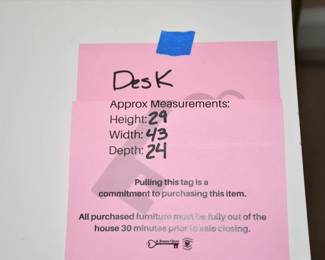 Desk
Approx Measurements:
Height: 29
Width: 43
Depth: 24
Pulling this tag is a
commitment to purchasing this item.
All purchased furniture must be fully out of the
house 30 minutes prior to sale closing.